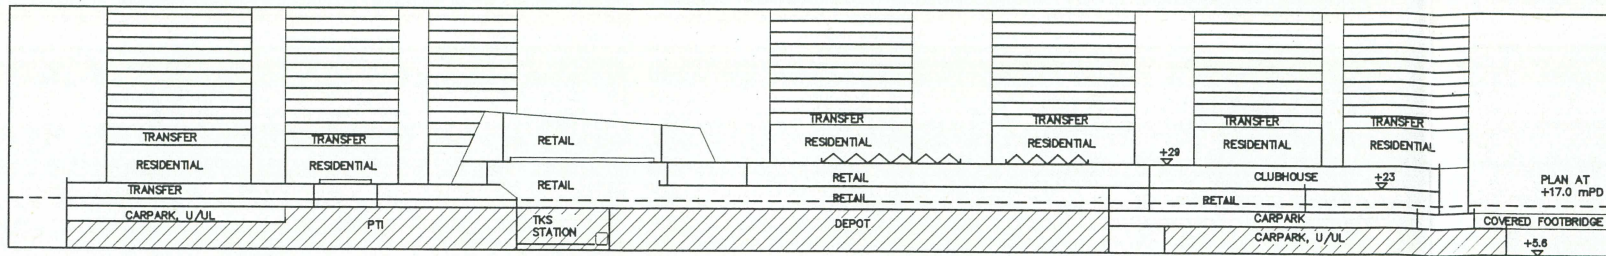 TRANSFER
RESIDENTIAL
TRANSFER
RESIDENTIAL
RETAIL
TRANSFER
RESIDENTIAL
TRANSFER
RESIDENTIAL
TRANSFER
RESIDENTIAL
TRANSFER
RESIDENTIAL
+29
TRANSFER
RETAIL
RETAIL
RETAIL
CLUBHOUSE
+23
RETAIL
PLAN AT
+17.0 mPD
CARPARK, U/UL
PTI
TKS
STATION
DEPOT
CARPARK
CARPARK, U/UL
COVERED FOOTBRIDGE
+5.6